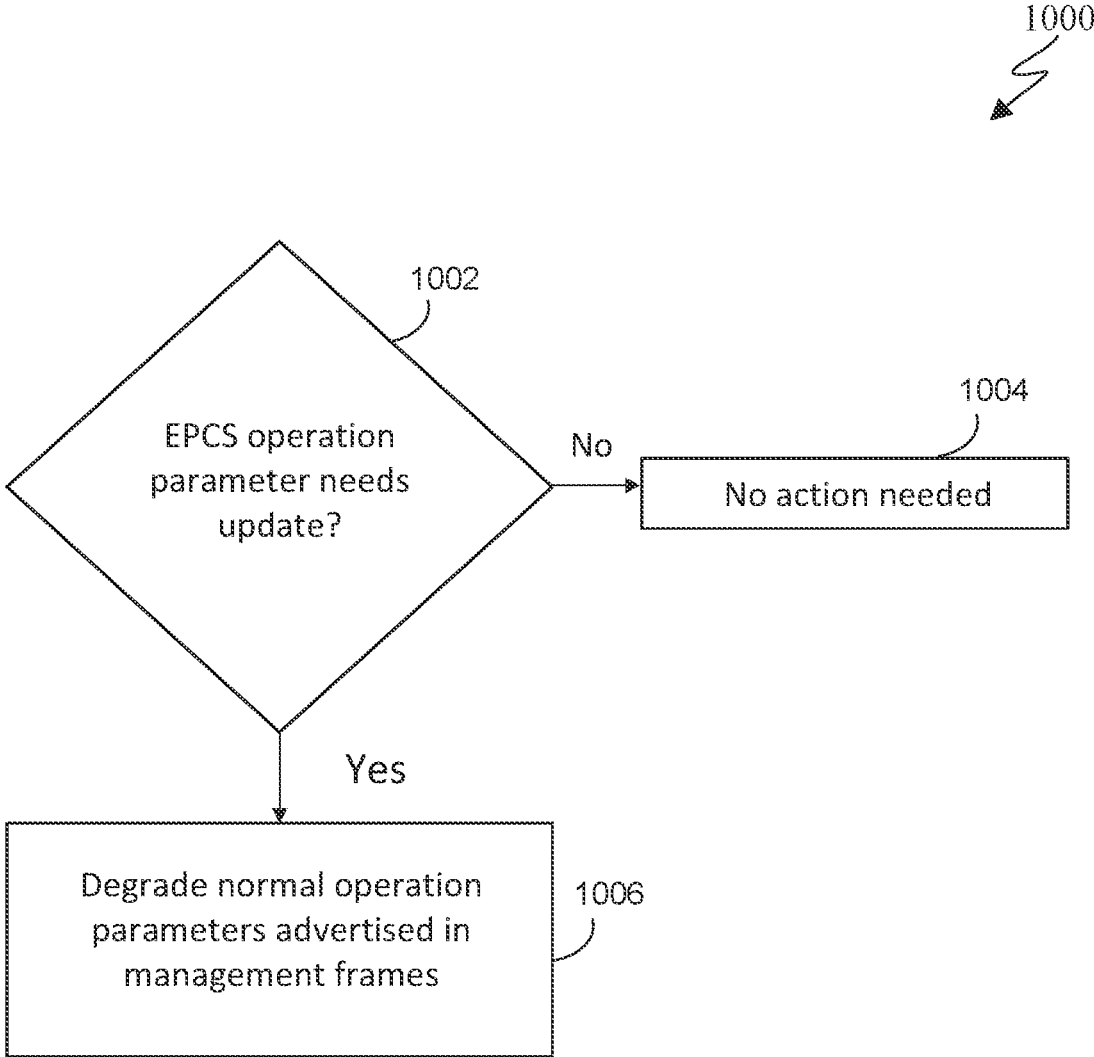 1000
1002
EPCS operation
parameter needs
update?
No
1004
No action needed
Yes
Degrade normal operation
parameters advertised in
management frames
1006